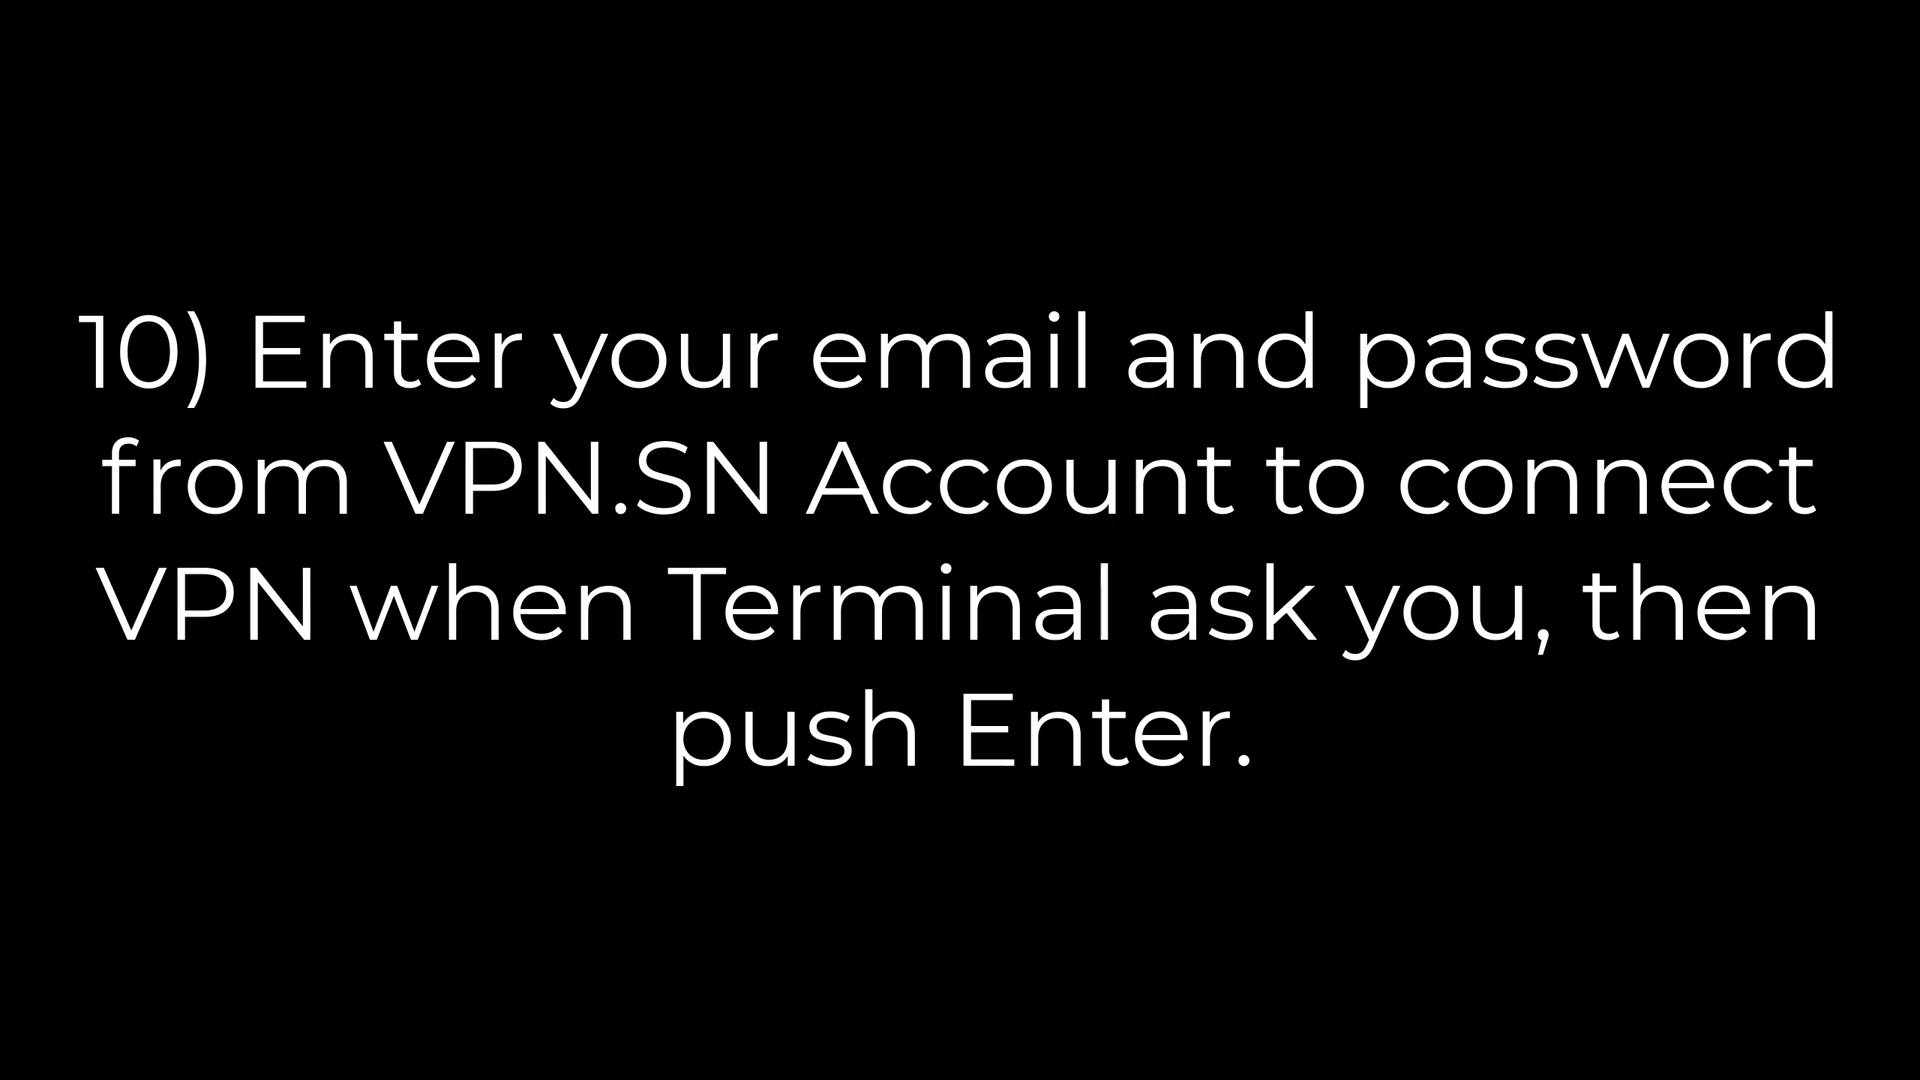 10) Enter your email and password
from VPN.SN Account to connect
VPN when Terminal ask you, then
push Enter.